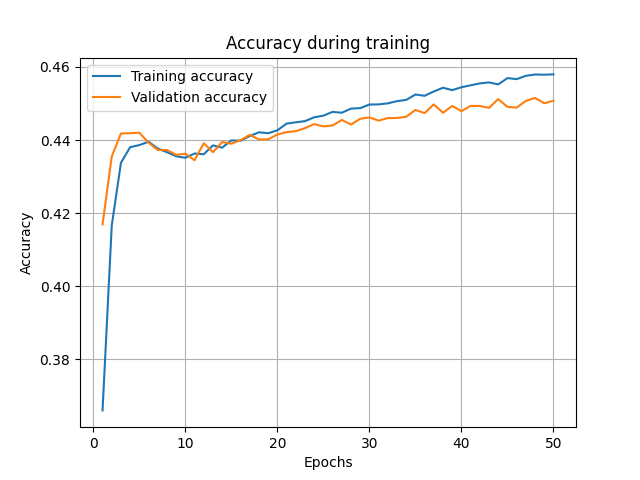 Accuracy during training
Training accuracy
Validation accuracy
0.46
0.44
0.42
0.40
0.38
Accuracy
0
10
20
30
40
50
Epochs